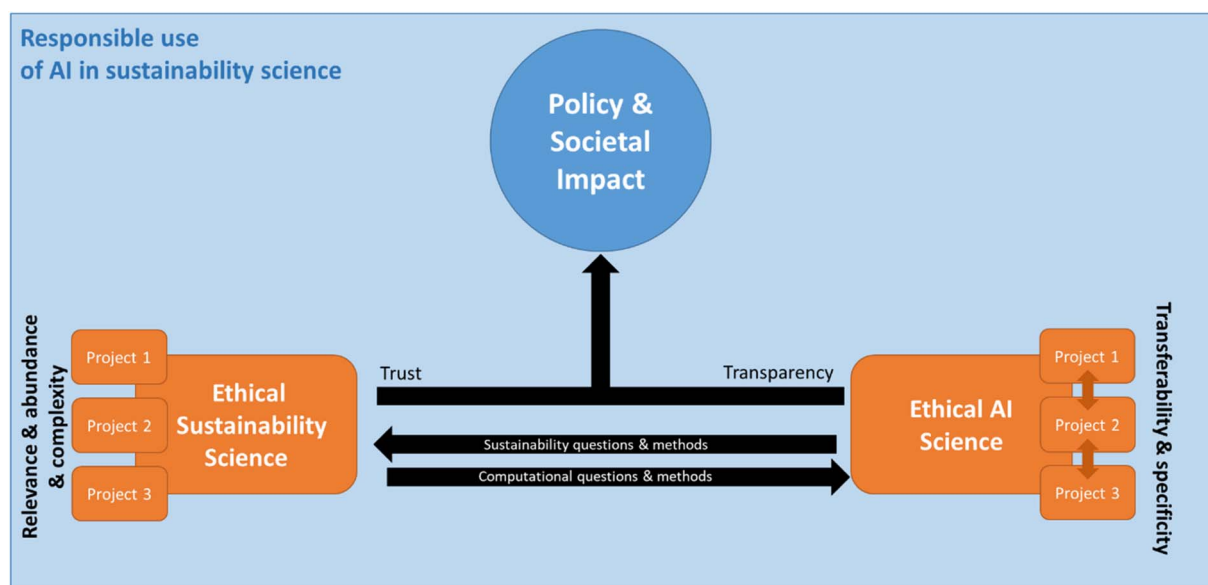 Responsible use
of AI in sustainability science
Policy &
Societal
Impact
Relevance & abundance
& complexity
Project 1
Project 2
Project 3
Ethical
Sustainability
Science
Trust
Transparency
Sustainability questions & methods
Computational questions & methods
Ethical AI
Science
Project 1
Project 2
Project 3
Transferability & specificity